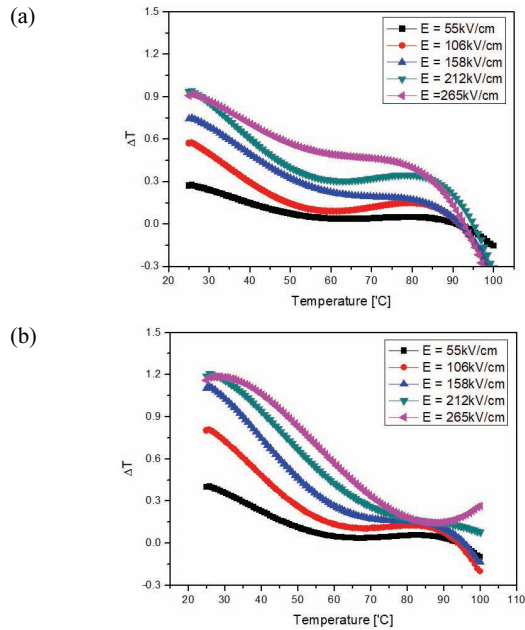 (a)
1.5
1.2
0.9
0.6
0.3
0.0
-0.3
ΔT
E = 55kV/cm
E = 106kV/cm
E = 158kV/cm
E = 212kV/cm
E =265kV/cm
20 30 40 50 60 70 80 90 100
Temperature ['C]
(b)
1.5
1.2
0.9
0.6
0.3
0.0
-0.3
ΔT
E = 55kV/cm
E = 106kV/cm
E = 158kV/cm
E = 212kV/cm
E = 265kV/cm
20 30 40 50 60 70 80 90 100 110
Temperature ['C]